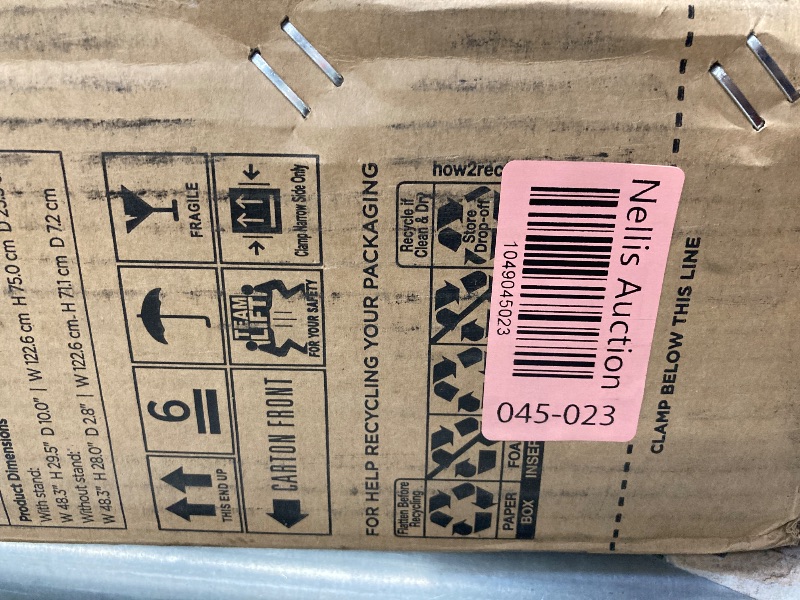 Product Dimensions
With stand:
W 48.3" H 29.5" D 10.0" | W 122.6 cm H 75.0 cm
Without stand:
W 48.3" H 28.0" D 2.8" | W 122.6 cm H 71.1 cm D 7.2 cm
FRAGILE
Clamp Narrow Side Only
6
TEAM
LIFT
FOR YOUR SAFETY
THIS END UP
CARTON FRONT
FOR HELP RECYCLING YOUR PACKAGING
how2rec
Recycle if
Clean & Dry
Store
Drop-off
Flatten Before
Recycling
PAPER
BOX
FOA
INSER
Nellis Auction
1049045023
045-023
CLAMP BELOW THIS LINE